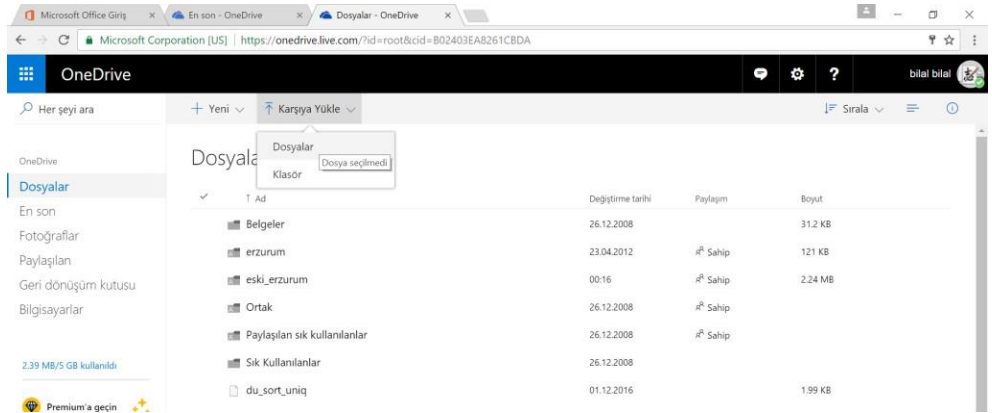 Microsoft Office Giriş
En son - OneDrive
Dosyalar - OneDrive
Microsoft Corporation [US] | https://onedrive.live.com/?id=root&cid=B02403EA8261CBDA
OneDrive
?
bilal bilal
Her şeyi ara
+ Yeni
Karşıya Yükle
Sırala
Dosyalar
Dosya seçilmedi
Klasör
OneDrive
Dosyalar
En son
Fotoğraflar
Paylaşılan
Geri dönüşüm kutusu
Bilgisayarlar
2.39 MB/5 GB kullanıldı
Premium'a geçin
Dosyala
Ad Değiştirme tarihi Paylaşım Boyut
Belgeler 26.12.2008 31.2 KB
erzurum 23.04.2012 Sahip 121 KB
eski_erzurum 00:16 Sahip 2.24 MB
Ortak 26.12.2008 Sahip
Paylaşılan sık kullanılanlar 26.12.2008 Sahip
Sık Kullanılanlar 26.12.2008
du_sort_uniq 01.12.2016 1.99 KB